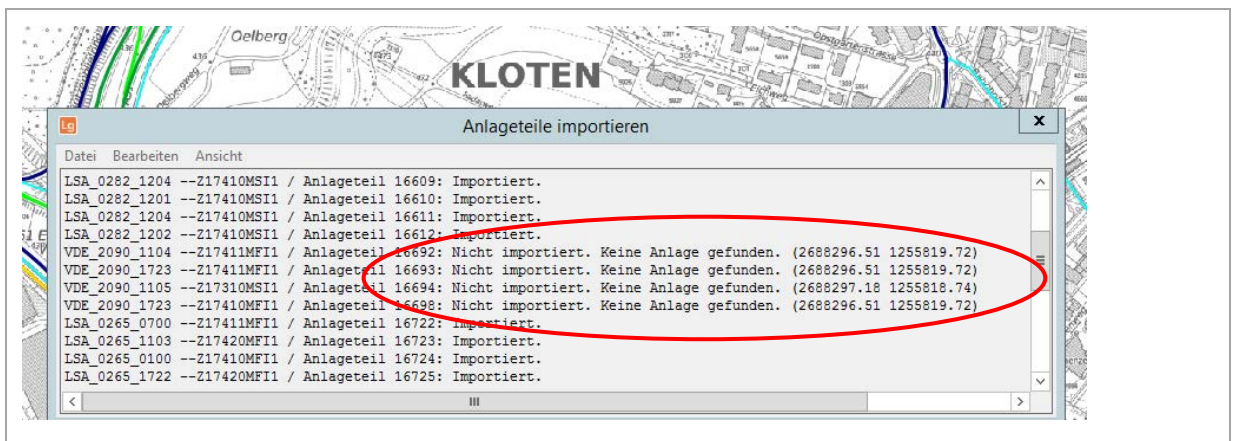 Oelberg
KLOTEN
Lg Anlageteile importieren x
Datei Bearbeiten Ansicht
LSA_0282_1204 --Z17410MSI1 / Anlageteil 16609: Importiert.
LSA_0282_1201 --Z17410MSI1 / Anlageteil 16610: Importiert.
LSA_0282_1204 --Z17410MSI1 / Anlageteil 16611: Importiert.
LSA_0282_1202 --Z17410MSI1 / Anlageteil 16612: Importiert.
VDE_2090_1104 --Z17411MFI1 / Anlageteil 16692: Nicht importiert. Keine Anlage gefunden. (2688296.51 1255819.72)
VDE_2090_1723 --Z17411MFI1 / Anlageteil 16693: Nicht importiert. Keine Anlage gefunden. (2688296.51 1255819.72)
VDE_2090_1105 --Z17310MSI1 / Anlageteil 16694: Nicht importiert. Keine Anlage gefunden. (2688297.18 1255818.74)
VDE_2090_1723 --Z17410MFI1 / Anlageteil 16698: Nicht importiert. Keine Anlage gefunden. (2688296.51 1255819.72)
LSA_0265_0700 --Z17411MFI1 / Anlageteil 16722: Importiert.
LSA_0265_1103 --Z17420MFI1 / Anlageteil 16723: Importiert.
LSA_0265_0100 --Z17410MFI1 / Anlageteil 16724: Importiert.
LSA_0265_1722 --Z17420MFI1 / Anlageteil 16725: Importiert.